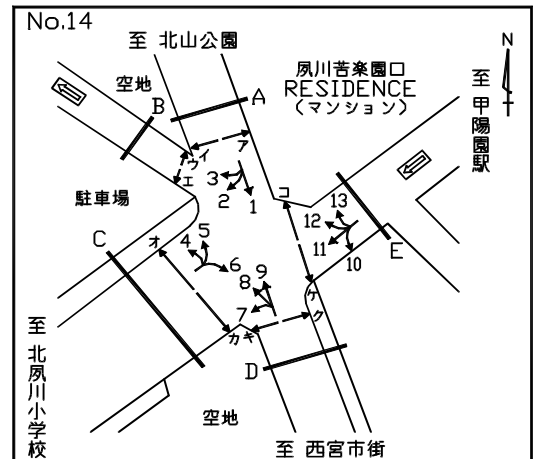 No.14
至 北山公園
空地
夙川苦楽園口
RESIDENCE
(マンション)
N
至 甲陽園駅
B
A
ア
イ
ウ
エ
3
2
1
コ
13
12
11
10
E
駐車場
C
オ
4
5
6
9
8
7
ケ
ク
カ
キ
D
至 北夙川小学校
空地
至 西宮市街